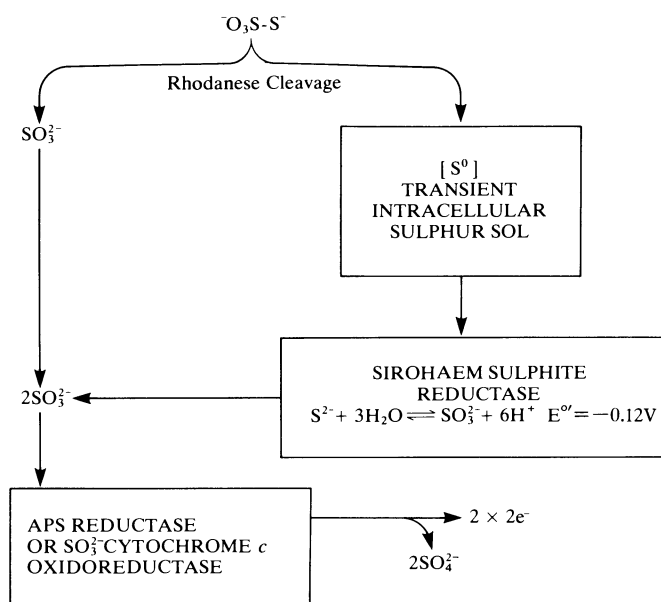 ⁻O₃S-S⁻
Rhodanese Cleavage
SO₃²⁻
[S⁰]
TRANSIENT
INTRACELLULAR
SULPHUR SOL
SIROHAEM SULPHITE
REDUCTASE
S²⁻ + 3H₂O ⇌ SO₃²⁻ + 6H⁺ E°′ = −0.12V
2SO₃²⁻
APS REDUCTASE
OR SO₃²⁻CYTOCHROME c
OXIDOREDUCTASE
2 × 2e⁻
2SO₄²⁻